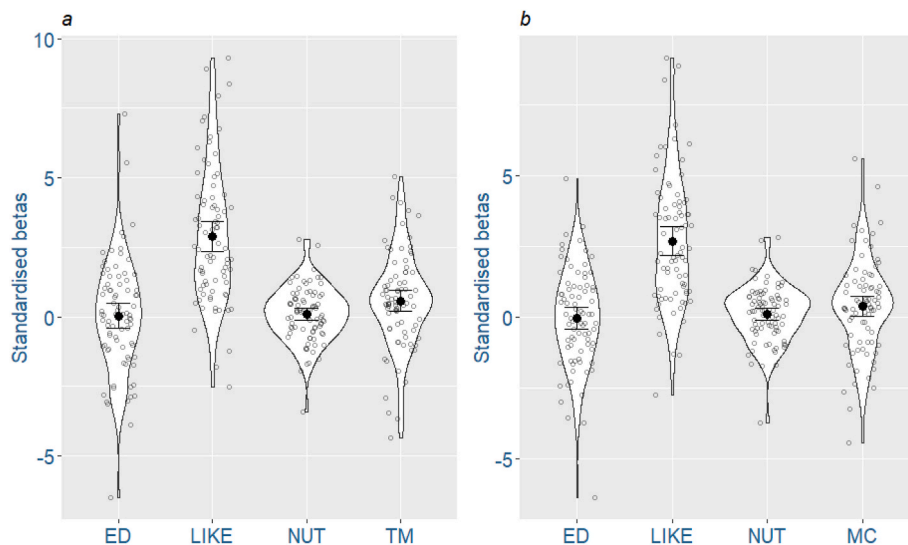 a
b
10
5
0
-5
Standardised betas
ED LIKE NUT TM
5
0
-5
Standardised betas
ED LIKE NUT MC